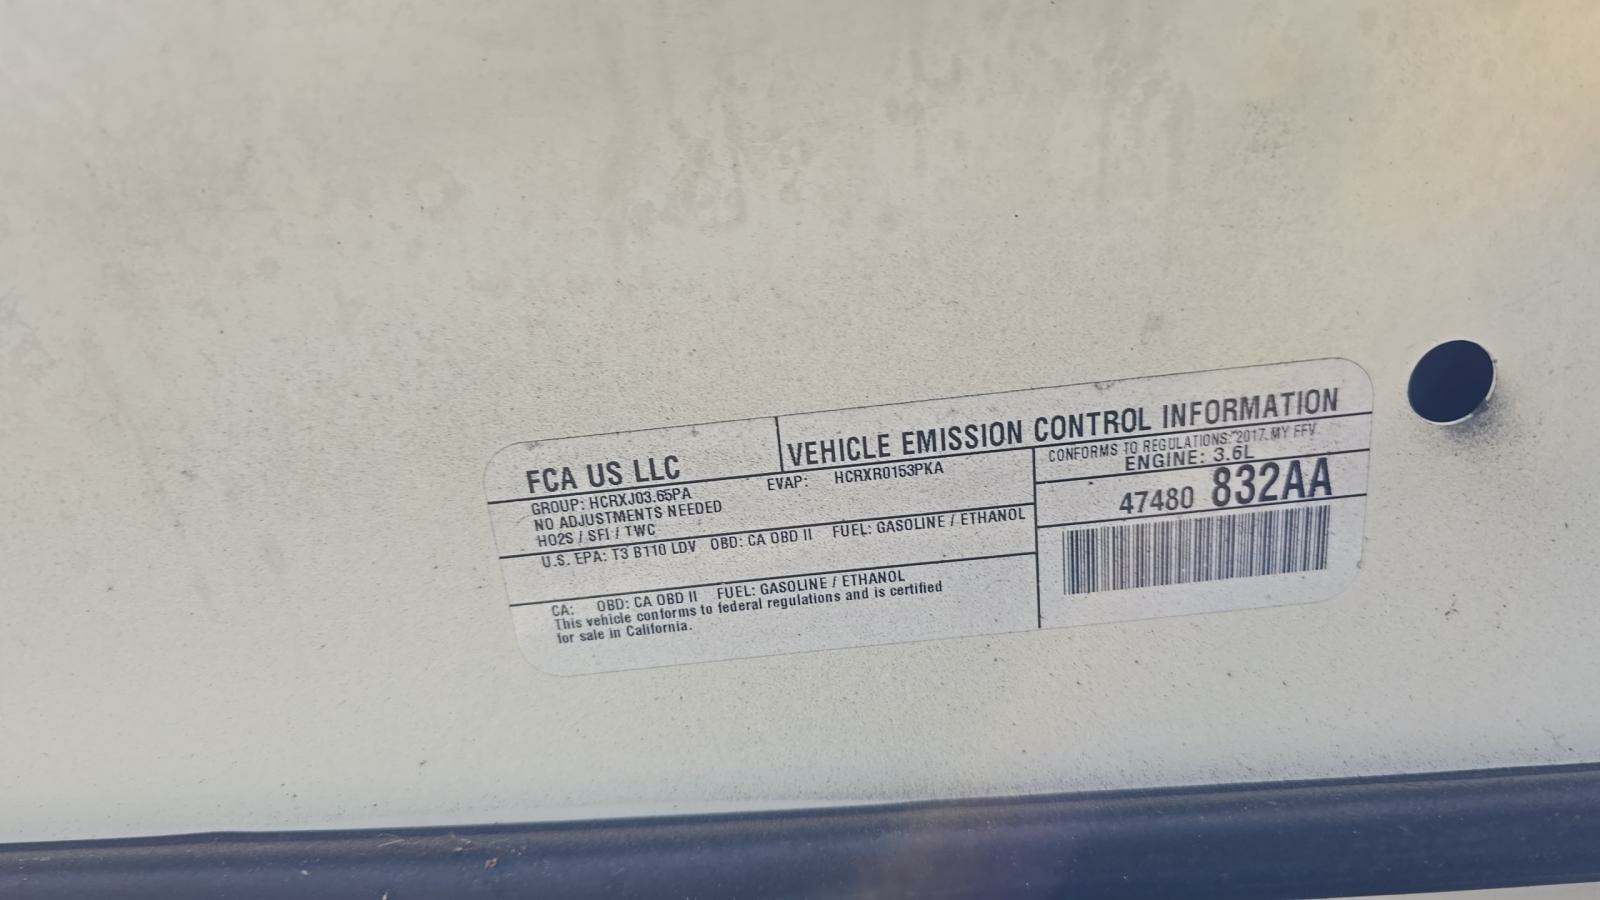 FCA US LLC
VEHICLE EMISSION CONTROL INFORMATION
GROUP: HCRXJ03.65PA
EVAP: HCRXR0153PKA
NO ADJUSTMENTS NEEDED
HO2S / SFI / TWC
CONFORMS TO REGULATIONS: 2017 MY FFV
ENGINE: 3.6L
47480 832AA
U.S. EPA: T3 B110 LDV OBD: CA OBD II FUEL: GASOLINE / ETHANOL
CA: OBD: CA OBD II FUEL: GASOLINE / ETHANOL
This vehicle conforms to federal regulations and is certified
for sale in California.